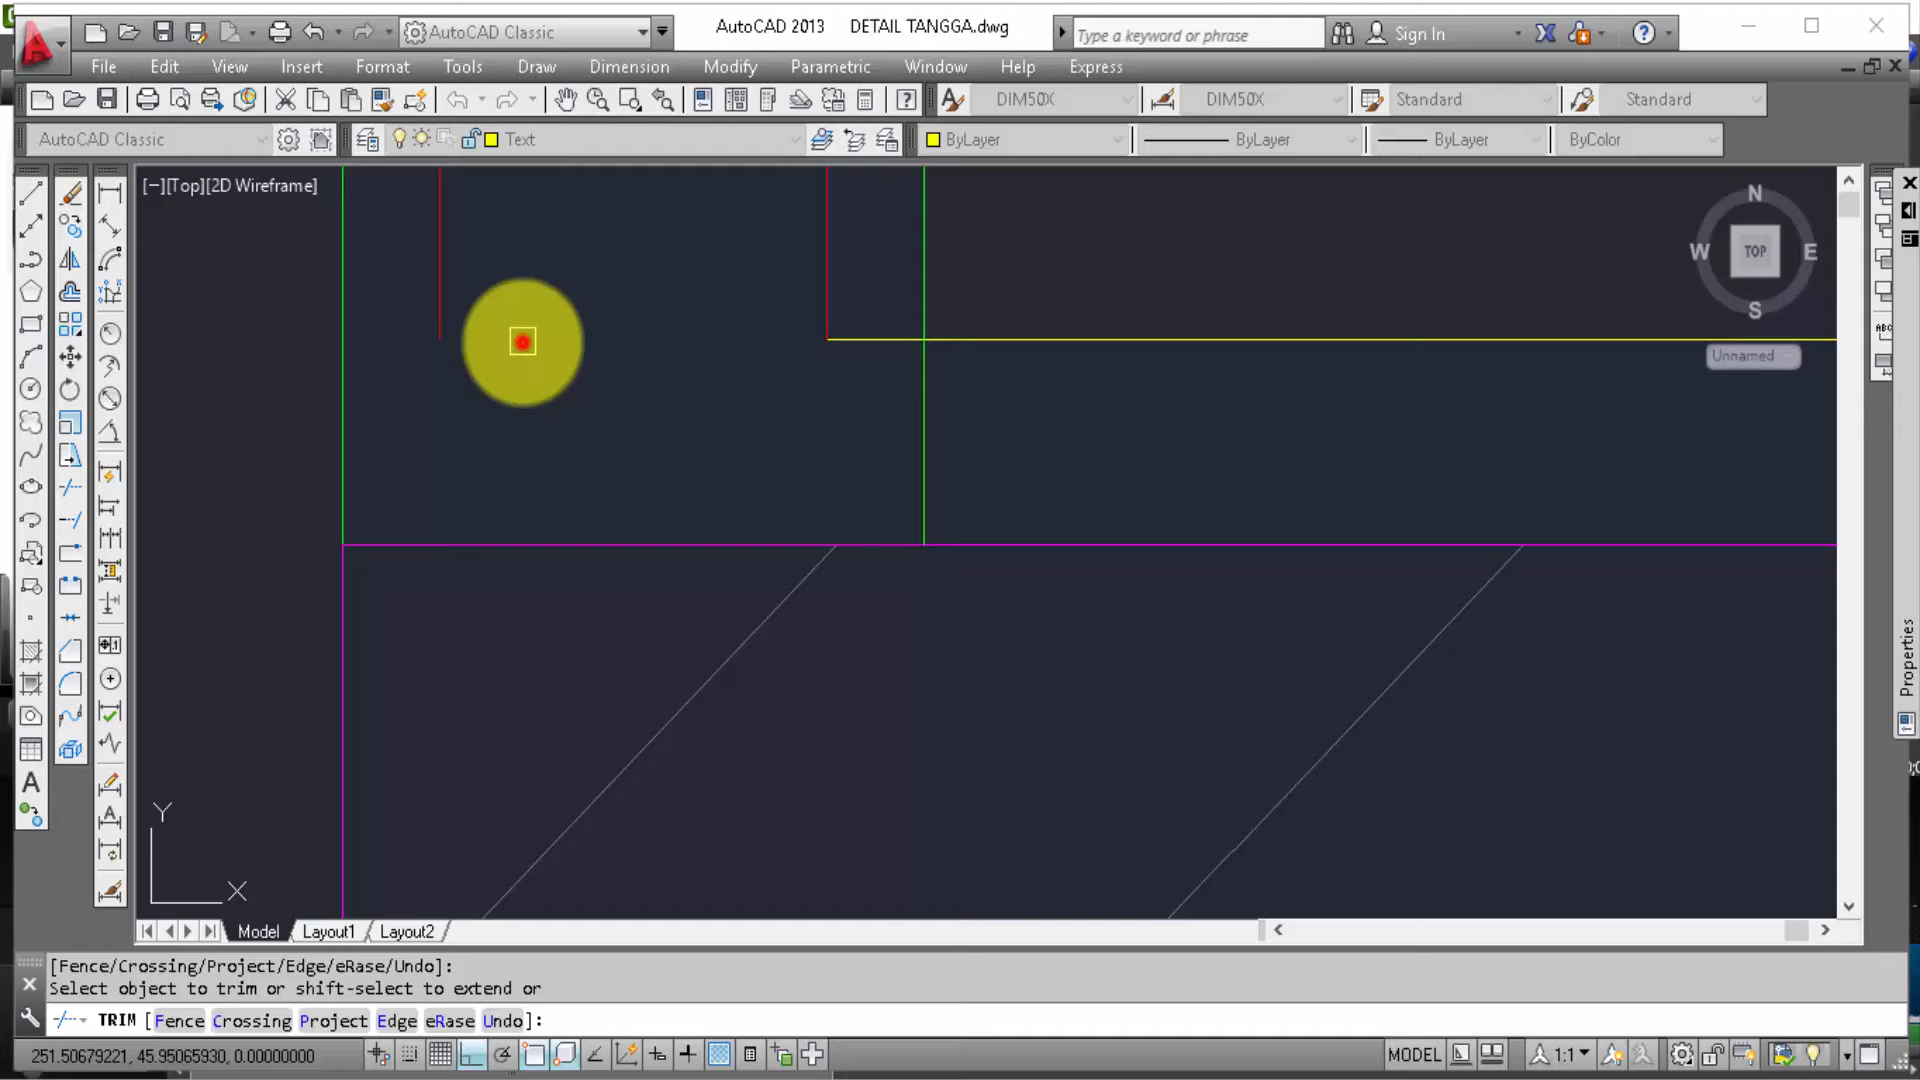 AutoCAD Classic
AutoCAD 2013 DETAIL TANGGA.dwg
Type a keyword or phrase
Sign In
File Edit View Insert Format Tools Draw Dimension Modify Parametric Window Help Express
DIM50X
DIM50X
Standard
Standard
AutoCAD Classic
Text
ByLayer
ByLayer
ByLayer
ByColor
[−][Top][2D Wireframe]
N
W TOP E
S
Unnamed
Properties
Y
X
Model Layout1 Layout2
[Fence/Crossing/Project/Edge/eRase/Undo]:
Select object to trim or shift-select to extend or
TRIM [Fence Crossing Project Edge eRase Undo]:
251.50679221, 45.95065930, 0.00000000
MODEL
1:1